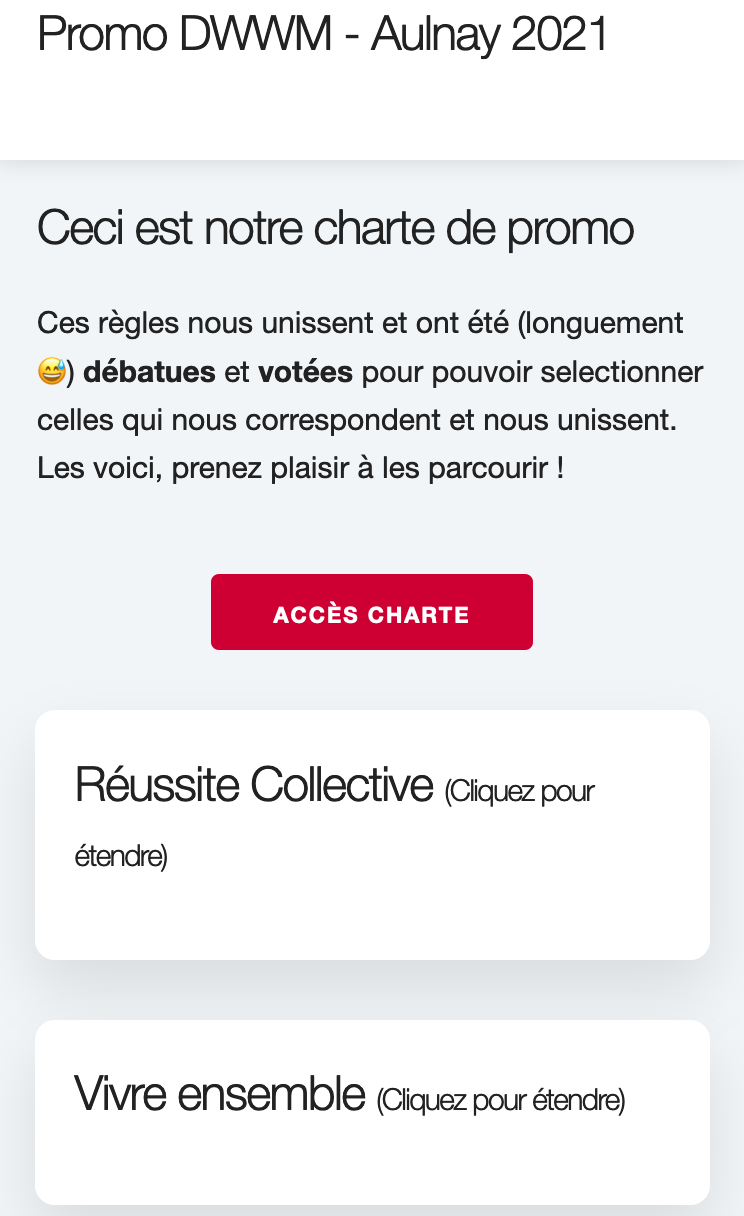 Promo DWWM - Aulnay 2021
Ceci est notre charte de promo
Ces règles nous unissent et ont été (longuement
😅) débatues et votées pour pouvoir selectionner
celles qui nous correspondent et nous unissent.
Les voici, prenez plaisir à les parcourir !
ACCÈS CHARTE
Réussite Collective (Cliquez pour
étendre)
Vivre ensemble (Cliquez pour étendre)